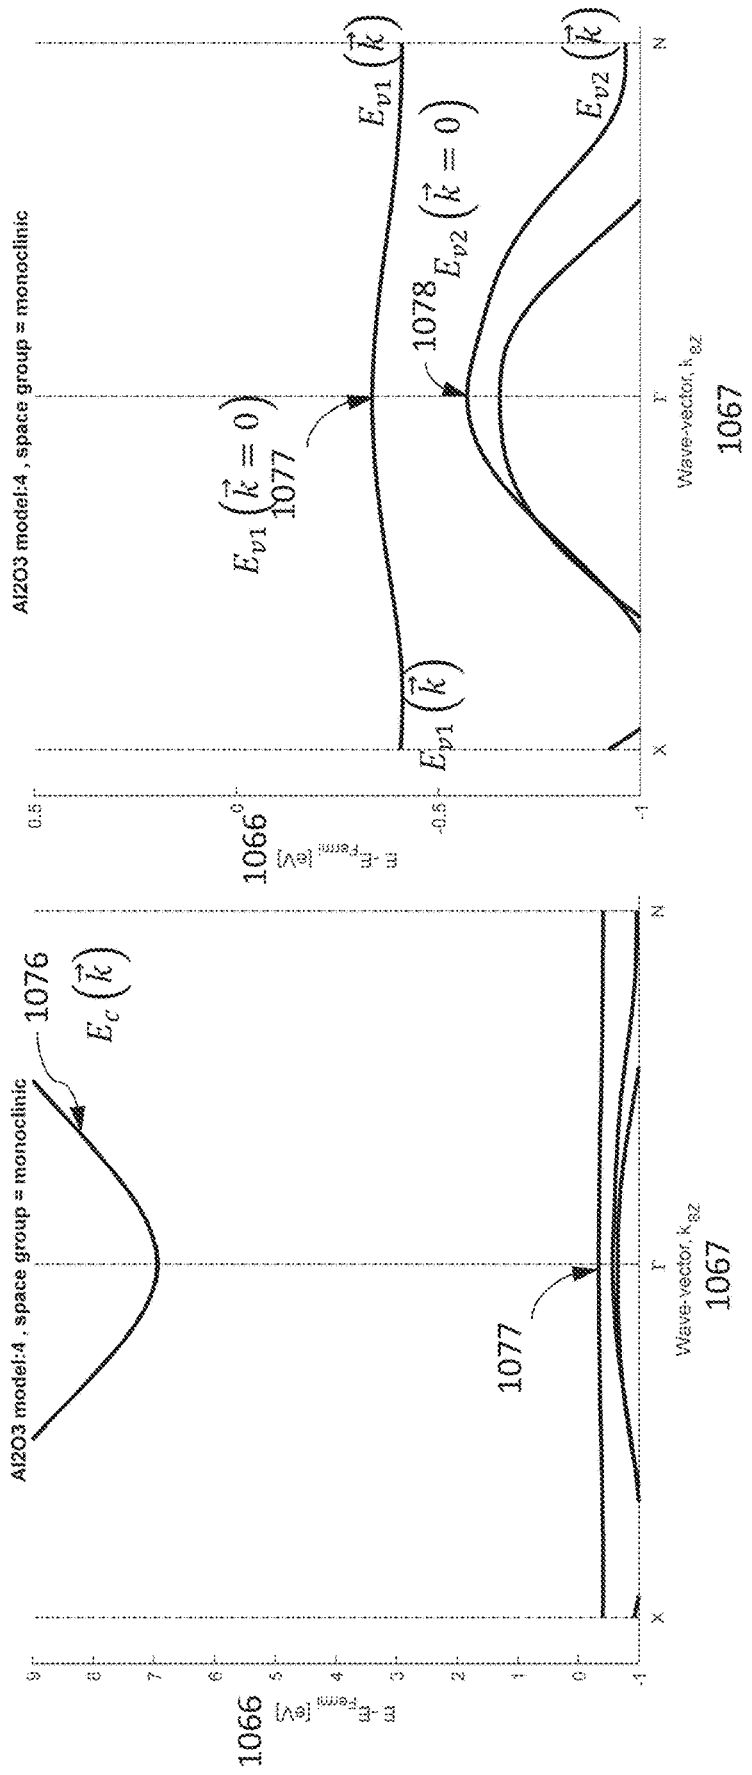 Al2O3 model:4 , space group = monoclinic
1076
E_c (k⃗)
1077
9
8
7
6
5
4
3
2
1
0
-1
E - E_Fermi [eV]
1066
X
Γ
N
Wave-vector, k_BZ
1067
Al2O3 model:4 , space group = monoclinic
E_v1 (k⃗ = 0)
1077
E_v1 (k⃗)
E_v1 (k⃗)
1078
E_v2 (k⃗ = 0)
E_v2 (k⃗)
0.5
0
-0.5
-1
E - E_Fermi [eV]
1066
X
Γ
N
Wave-vector, k_BZ
1067